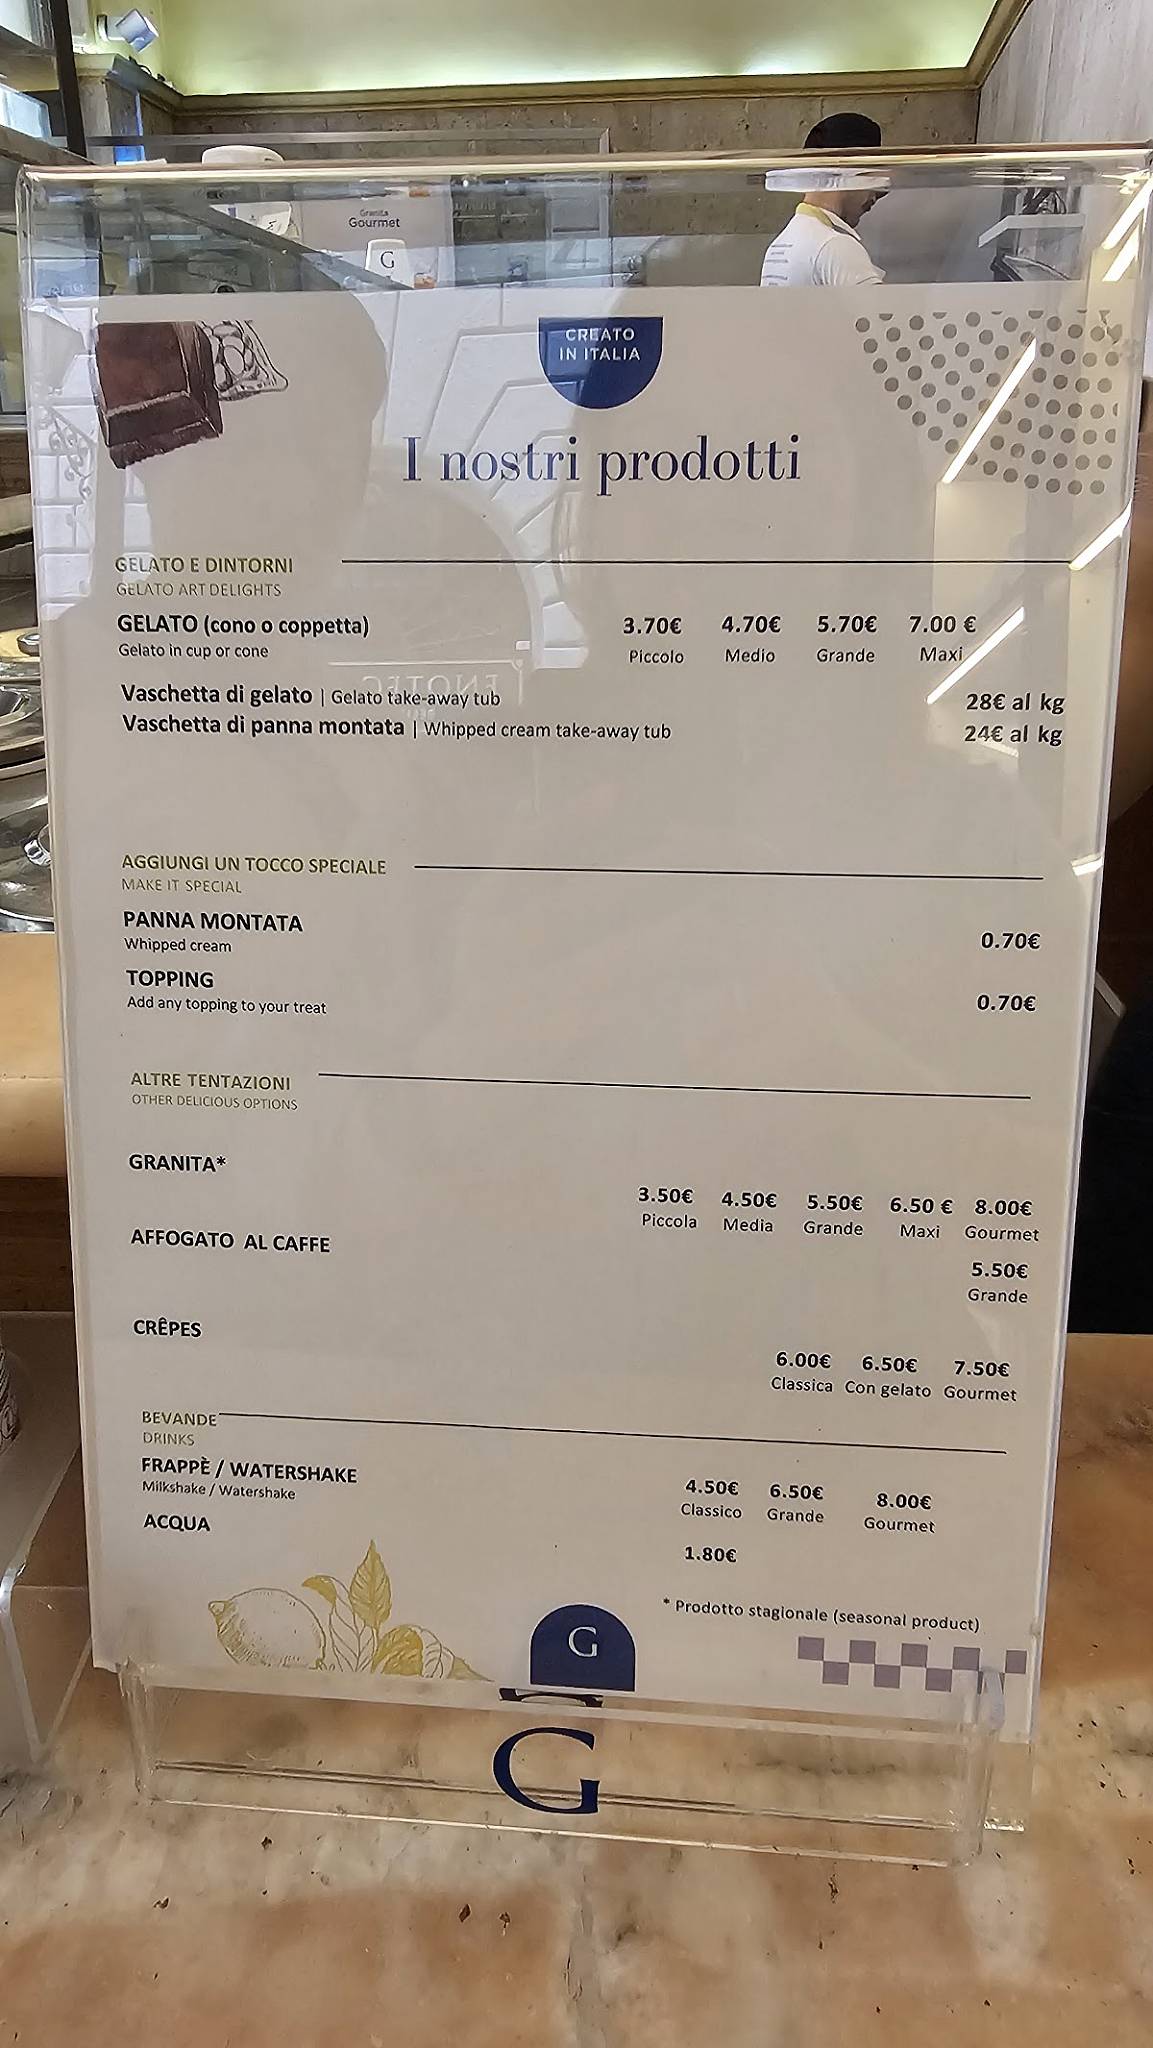 Granita
Gourmet
G
CREATO
IN ITALIA
I nostri prodotti
GELATO E DINTORNI
GELATO ART DELIGHTS
GELATO (cono o coppetta) 3.70€ 4.70€ 5.70€ 7.00 €
Gelato in cup or cone Piccolo Medio Grande Maxi
Vaschetta di gelato | Gelato take-away tub 28€ al kg
Vaschetta di panna montata | Whipped cream take-away tub 24€ al kg
AGGIUNGI UN TOCCO SPECIALE
MAKE IT SPECIAL
PANNA MONTATA
Whipped cream 0.70€
TOPPING
Add any topping to your treat 0.70€
ALTRE TENTAZIONI
OTHER DELICIOUS OPTIONS
GRANITA*
3.50€ 4.50€ 5.50€ 6.50 € 8.00€
Piccola Media Grande Maxi Gourmet
AFFOGATO AL CAFFE
5.50€
Grande
CRÊPES
6.00€ 6.50€ 7.50€
Classica Con gelato Gourmet
BEVANDE
DRINKS
FRAPPÈ / WATERSHAKE 4.50€ 6.50€ 8.00€
Milkshake / Watershake Classico Grande Gourmet
ACQUA 1.80€
* Prodotto stagionale (seasonal product)
G
G